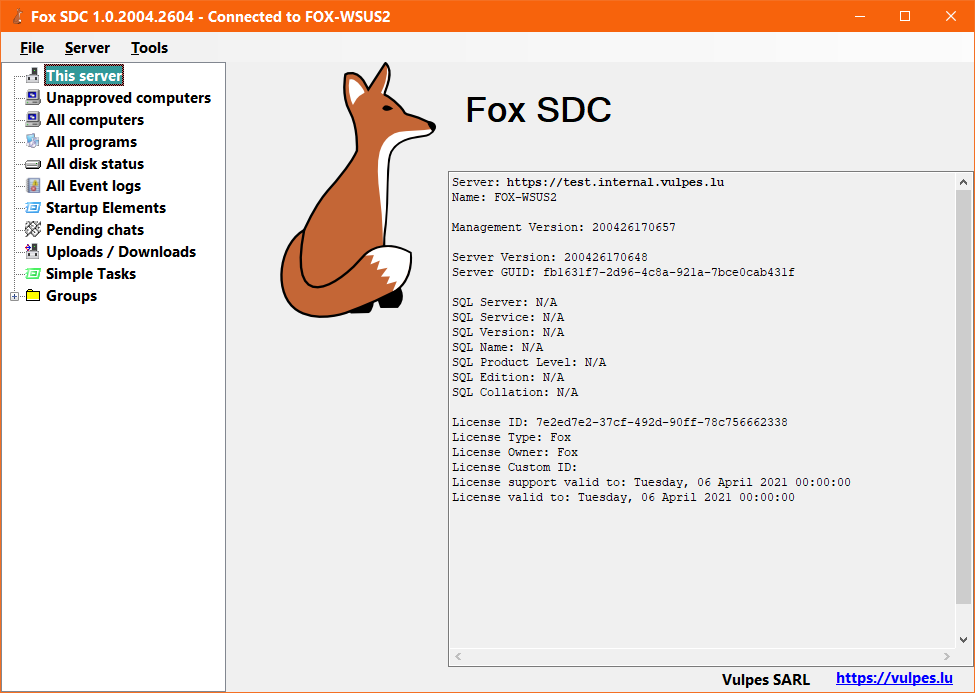 Fox SDC 1.0.2004.2604 - Connected to FOX-WSUS2
File Server Tools
This server
Unapproved computers
All computers
All programs
All disk status
All Event logs
Startup Elements
Pending chats
Uploads / Downloads
Simple Tasks
Groups
Fox SDC
Server: https://test.internal.vulpes.lu
Name: FOX-WSUS2
Management Version: 200426170657
Server Version: 200426170648
Server GUID: fb1631f7-2d96-4c8a-921a-7bce0cab431f
SQL Server: N/A
SQL Service: N/A
SQL Version: N/A
SQL Name: N/A
SQL Product Level: N/A
SQL Edition: N/A
SQL Collation: N/A
License ID: 7e2ed7e2-37cf-492d-90ff-78c756662338
License Type: Fox
License Owner: Fox
License Custom ID:
License support valid to: Tuesday, 06 April 2021 00:00:00
License valid to: Tuesday, 06 April 2021 00:00:00
Vulpes SARL https://vulpes.lu